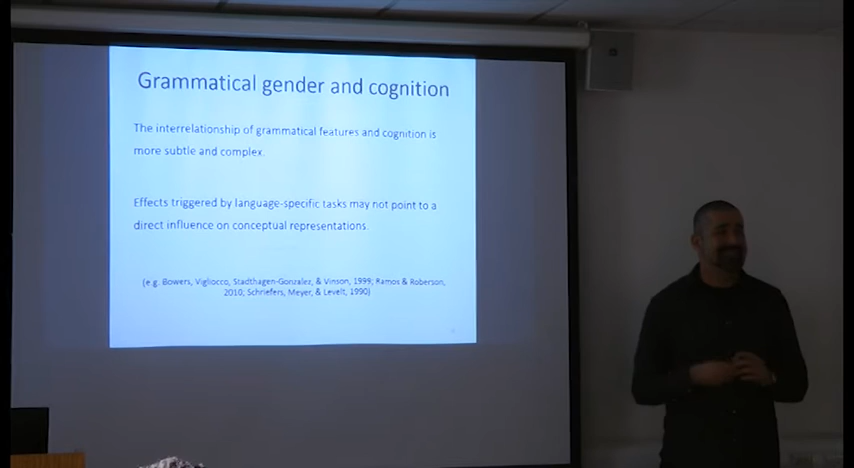 Grammatical gender and cognition
The interrelationship of grammatical features and cognition is
more subtle and complex.
Effects triggered by language-specific tasks may not point to a
direct influence on conceptual representations.
(e.g. Bowers, Vigliocco, Stadthagen-Gonzalez, & Vinson, 1999; Ramos & Roberson,
2010; Schriefers, Meyer, & Levelt, 1990)